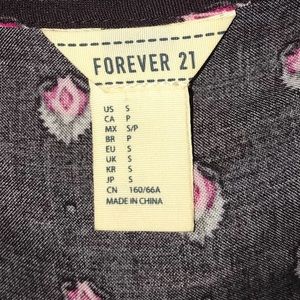 FOREVER 21
US S
CA P
MX S/P
BR P
EU S
UK S
KR S
JP S
CN 160/66A
MADE IN CHINA